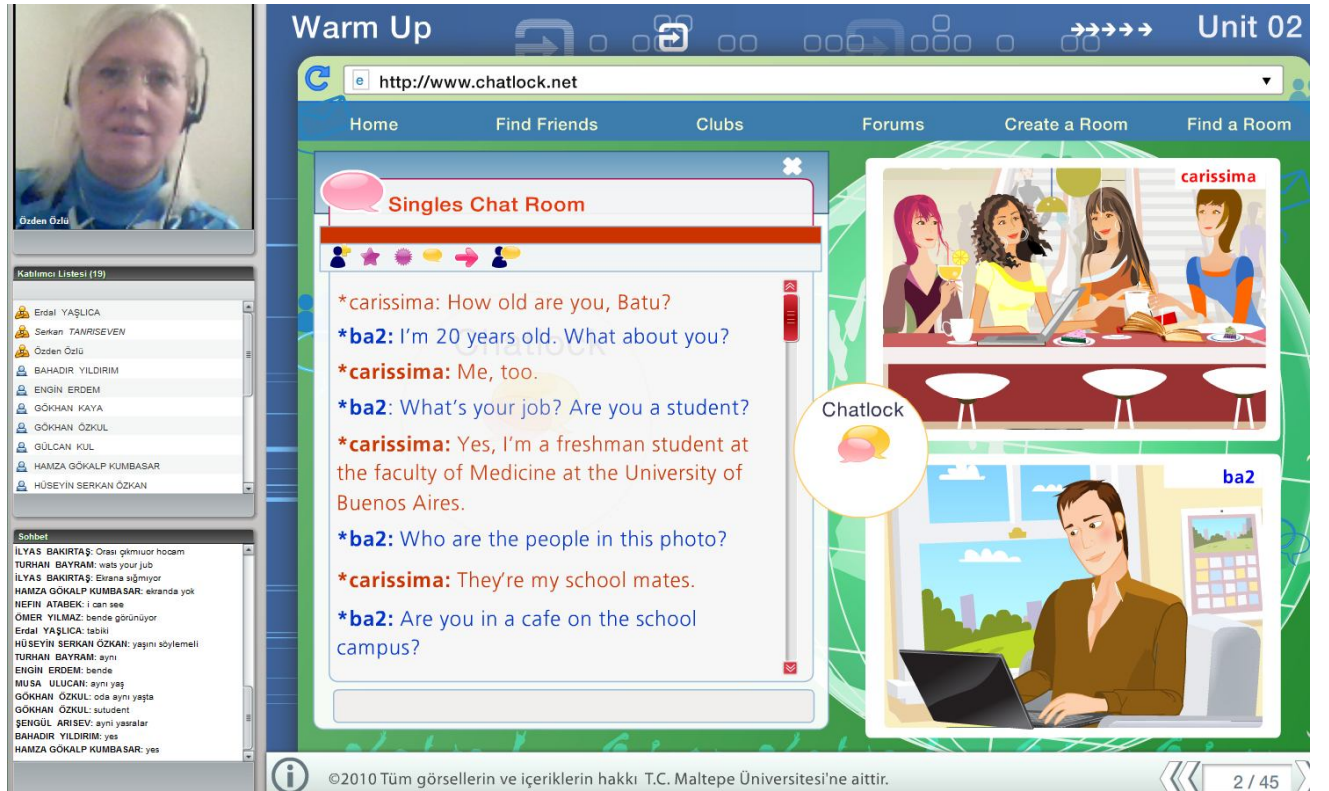 Özden Özlü
Katılımcı Listesi (19)
Erdal YAŞLICA
Serkan TANRISEVEN
Özden Özlü
BAHADIR YILDIRIM
ENGİN ERDEM
GÖKHAN KAYA
GÖKHAN ÖZKUL
GÜLCAN KUL
HAMZA GÖKALP KUMBASAR
HÜSEYİN SERKAN ÖZKAN
Sohbet
İLYAS BAKIRTAŞ: Orası çıkmıuor hocam
TURHAN BAYRAM: wats your jub
İLYAS BAKIRTAŞ: Ekrana sığmıyor
HAMZA GÖKALP KUMBASAR: ekranda yok
NEFIN ATABEK: i can see
ÖMER YILMAZ: bende görünüyor
Erdal YAŞLICA: tabiki
HÜSEYİN SERKAN ÖZKAN: yaşını söylemeli
TURHAN BAYRAM: aynı
ENGİN ERDEM: bende
MUSA ULUCAN: aynı yaş
GÖKHAN ÖZKUL: oda aynı yaşta
GÖKHAN ÖZKUL: sutudent
ŞENGÜL ARISEV: ayni yasralar
BAHADIR YILDIRIM: yes
HAMZA GÖKALP KUMBASAR: yes
Warm Up
Unit 02
http://www.chatlock.net
Home Find Friends Clubs Forums Create a Room Find a Room
Singles Chat Room
*carissima: How old are you, Batu?
*ba2: I'm 20 years old. What about you?
*carissima: Me, too.
*ba2: What's your job? Are you a student?
*carissima: Yes, I'm a freshman student at
the faculty of Medicine at the University of
Buenos Aires.
*ba2: Who are the people in this photo?
*carissima: They're my school mates.
*ba2: Are you in a cafe on the school
campus?
Chatlock
carissima
Chatlock
ba2
©2010 Tüm görsellerin ve içeriklerin hakkı T.C. Maltepe Üniversitesi'ne aittir.
2 / 45